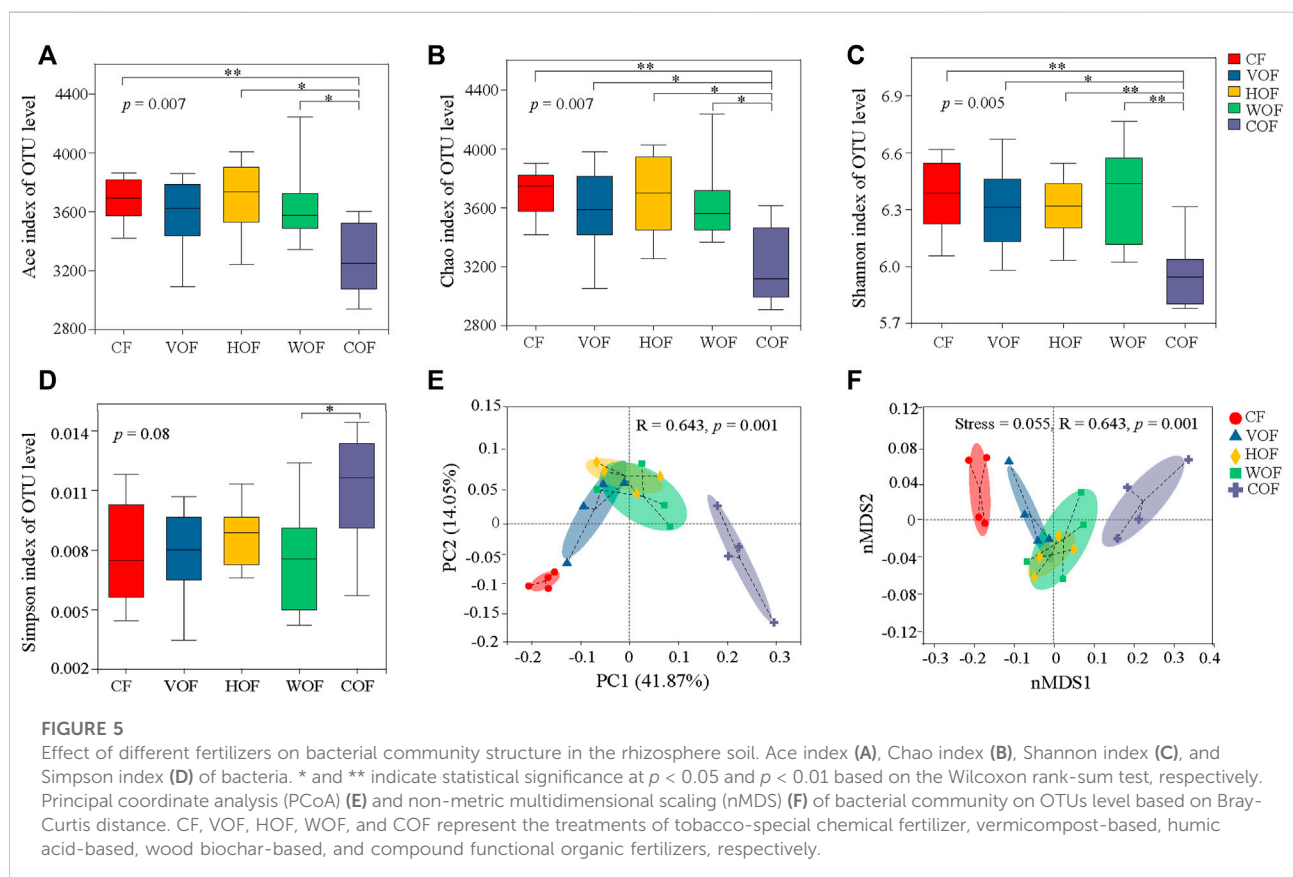 A
**
*
*
p = 0.007
Ace index of OTU level
4400
4000
3600
3200
2800
CF VOF HOF WOF COF
B
**
*
*
*
p = 0.007
Chao index of OTU level
4400
4000
3600
3200
2800
CF VOF HOF WOF COF
C
**
*
**
**
p = 0.005
Shannon index of OTU level
6.9
6.6
6.3
6.0
5.7
CF VOF HOF WOF COF
CF
VOF
HOF
WOF
COF
D
*
p = 0.08
Simpson index of OTU level
0.014
0.011
0.008
0.005
0.002
CF VOF HOF WOF COF
E
R = 0.643, p = 0.001
PC2 (14.05%)
0.15
0.1
0.05
0
-0.05
-0.1
-0.15
-0.2
-0.2 -0.1 0 0.1 0.2 0.3
PC1 (41.87%)
F
Stress = 0.055, R = 0.643, p = 0.001
nMDS2
0.12
0.08
0.04
0
-0.04
-0.08
-0.12
-0.3 -0.2 -0.1 0 0.1 0.2 0.3 0.4
nMDS1
CF
VOF
HOF
WOF
COF
FIGURE 5
Effect of different fertilizers on bacterial community structure in the rhizosphere soil. Ace index (A), Chao index (B), Shannon index (C), and
Simpson index (D) of bacteria. * and ** indicate statistical significance at p < 0.05 and p < 0.01 based on the Wilcoxon rank-sum test, respectively.
Principal coordinate analysis (PCoA) (E) and non-metric multidimensional scaling (nMDS) (F) of bacterial community on OTUs level based on Bray-
Curtis distance. CF, VOF, HOF, WOF, and COF represent the treatments of tobacco-special chemical fertilizer, vermicompost-based, humic
acid-based, wood biochar-based, and compound functional organic fertilizers, respectively.